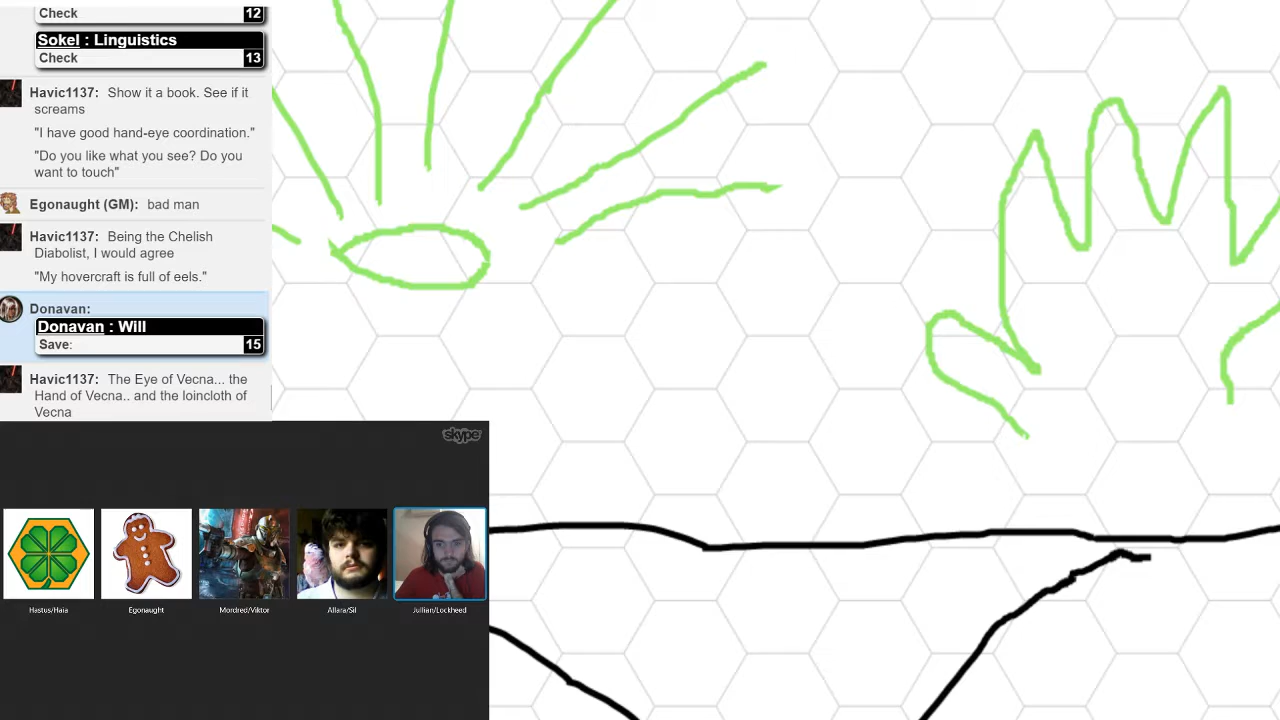 Check 12
Sokel : Linguistics
Check 13
Havic1137: Show it a book. See if it
screams
"I have good hand-eye coordination."
"Do you like what you see? Do you
want to touch"
Egonaught (GM): bad man
Havic1137: Being the Chelish
Diabolist, I would agree
"My hovercraft is full of eels."
Donavan:
Donavan : Will
Save: 15
Havic1137: The Eye of Vecna... the
Hand of Vecna.. and the loincloth of
Vecna
skype
Hastus/Haia Egonaught Mordred/Viktor Allara/Sil Jullian/Lockheed